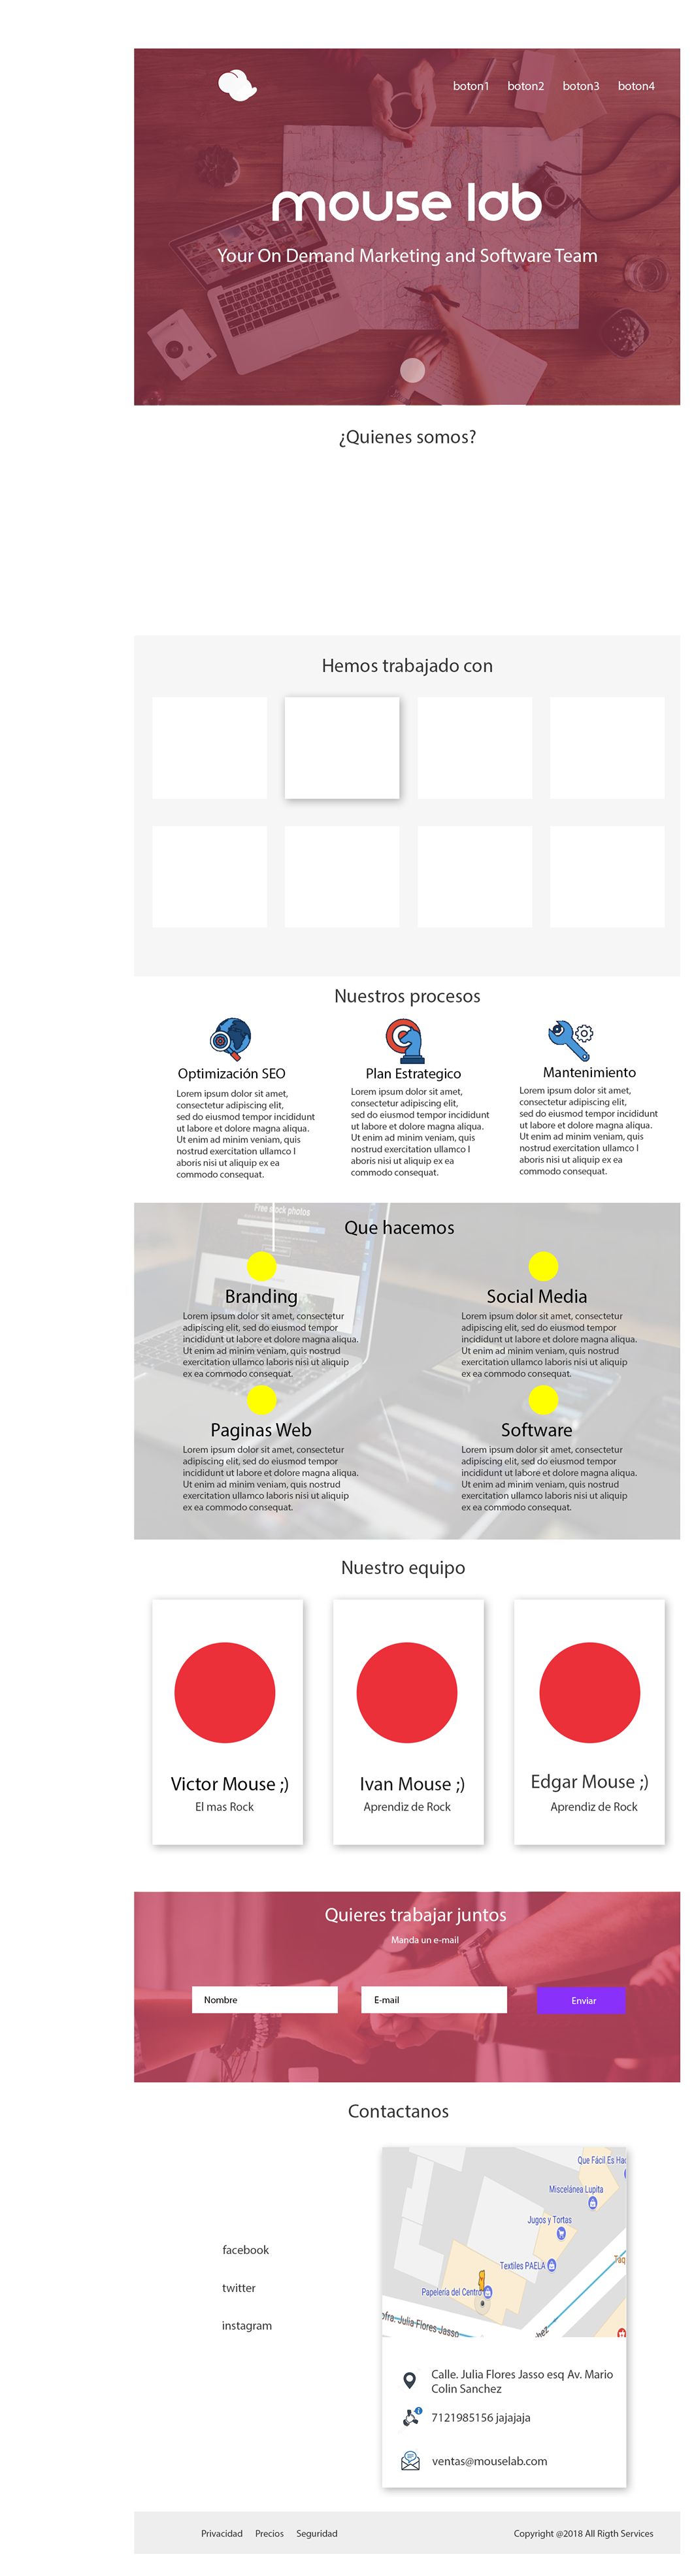 boton1 boton2 boton3 boton4
mouse lab
Your On Demand Marketing and Software Team
¿Quienes somos?
Hemos trabajado con
Nuestros procesos
Optimización SEO
Lorem ipsum dolor sit amet,
consectetur adipiscing elit,
sed do eiusmod tempor incididunt
ut labore et dolore magna aliqua.
Ut enim ad minim veniam, quis
nostrud exercitation ullamco l
aboris nisi ut aliquip ex ea
commodo consequat.
Plan Estrategico
Lorem ipsum dolor sit amet,
consectetur adipiscing elit,
sed do eiusmod tempor incididunt
ut labore et dolore magna aliqua.
Ut enim ad minim veniam, quis
nostrud exercitation ullamco l
aboris nisi ut aliquip ex ea
commodo consequat.
Mantenimiento
Lorem ipsum dolor sit amet,
consectetur adipiscing elit,
sed do eiusmod tempor incididunt
ut labore et dolore magna aliqua.
Ut enim ad minim veniam, quis
nostrud exercitation ullamco l
aboris nisi ut aliquip ex ea
commodo consequat.
Free stock photos
Que hacemos
Branding
Lorem ipsum dolor sit amet, consectetur
adipiscing elit, sed do eiusmod tempor
incididunt ut labore et dolore magna aliqua.
Ut enim ad minim veniam, quis nostrud
exercitation ullamco laboris nisi ut aliquip
ex ea commodo consequat.
Social Media
Lorem ipsum dolor sit amet, consectetur
adipiscing elit, sed do eiusmod tempor
incididunt ut labore et dolore magna aliqua.
Ut enim ad minim veniam, quis nostrud
exercitation ullamco laboris nisi ut aliquip
ex ea commodo consequat.
Paginas Web
Lorem ipsum dolor sit amet, consectetur
adipiscing elit, sed do eiusmod tempor
incididunt ut labore et dolore magna aliqua.
Ut enim ad minim veniam, quis nostrud
exercitation ullamco laboris nisi ut aliquip
ex ea commodo consequat.
Software
Lorem ipsum dolor sit amet, consectetur
adipiscing elit, sed do eiusmod tempor
incididunt ut labore et dolore magna aliqua.
Ut enim ad minim veniam, quis nostrud
exercitation ullamco laboris nisi ut aliquip
ex ea commodo consequat.
Nuestro equipo
Victor Mouse ;)
El mas Rock
Ivan Mouse ;)
Aprendiz de Rock
Edgar Mouse ;)
Aprendiz de Rock
Quieres trabajar juntos
Manda un e-mail
Nombre
E-mail
Enviar
Contactanos
facebook
twitter
instagram
Que Fácil Es Hac
Miscelánea Lupita
Jugos y Tortas
Textiles PAELA
Taq
Papelería del Centro
ofra. Julia Flores Jasso
hez
Calle. Julia Flores Jasso esq Av. Mario
Colin Sanchez
7121985156 jajajaja
ventas@mouselab.com
Privacidad Precios Seguridad
Copyright @2018 All Rigth Services